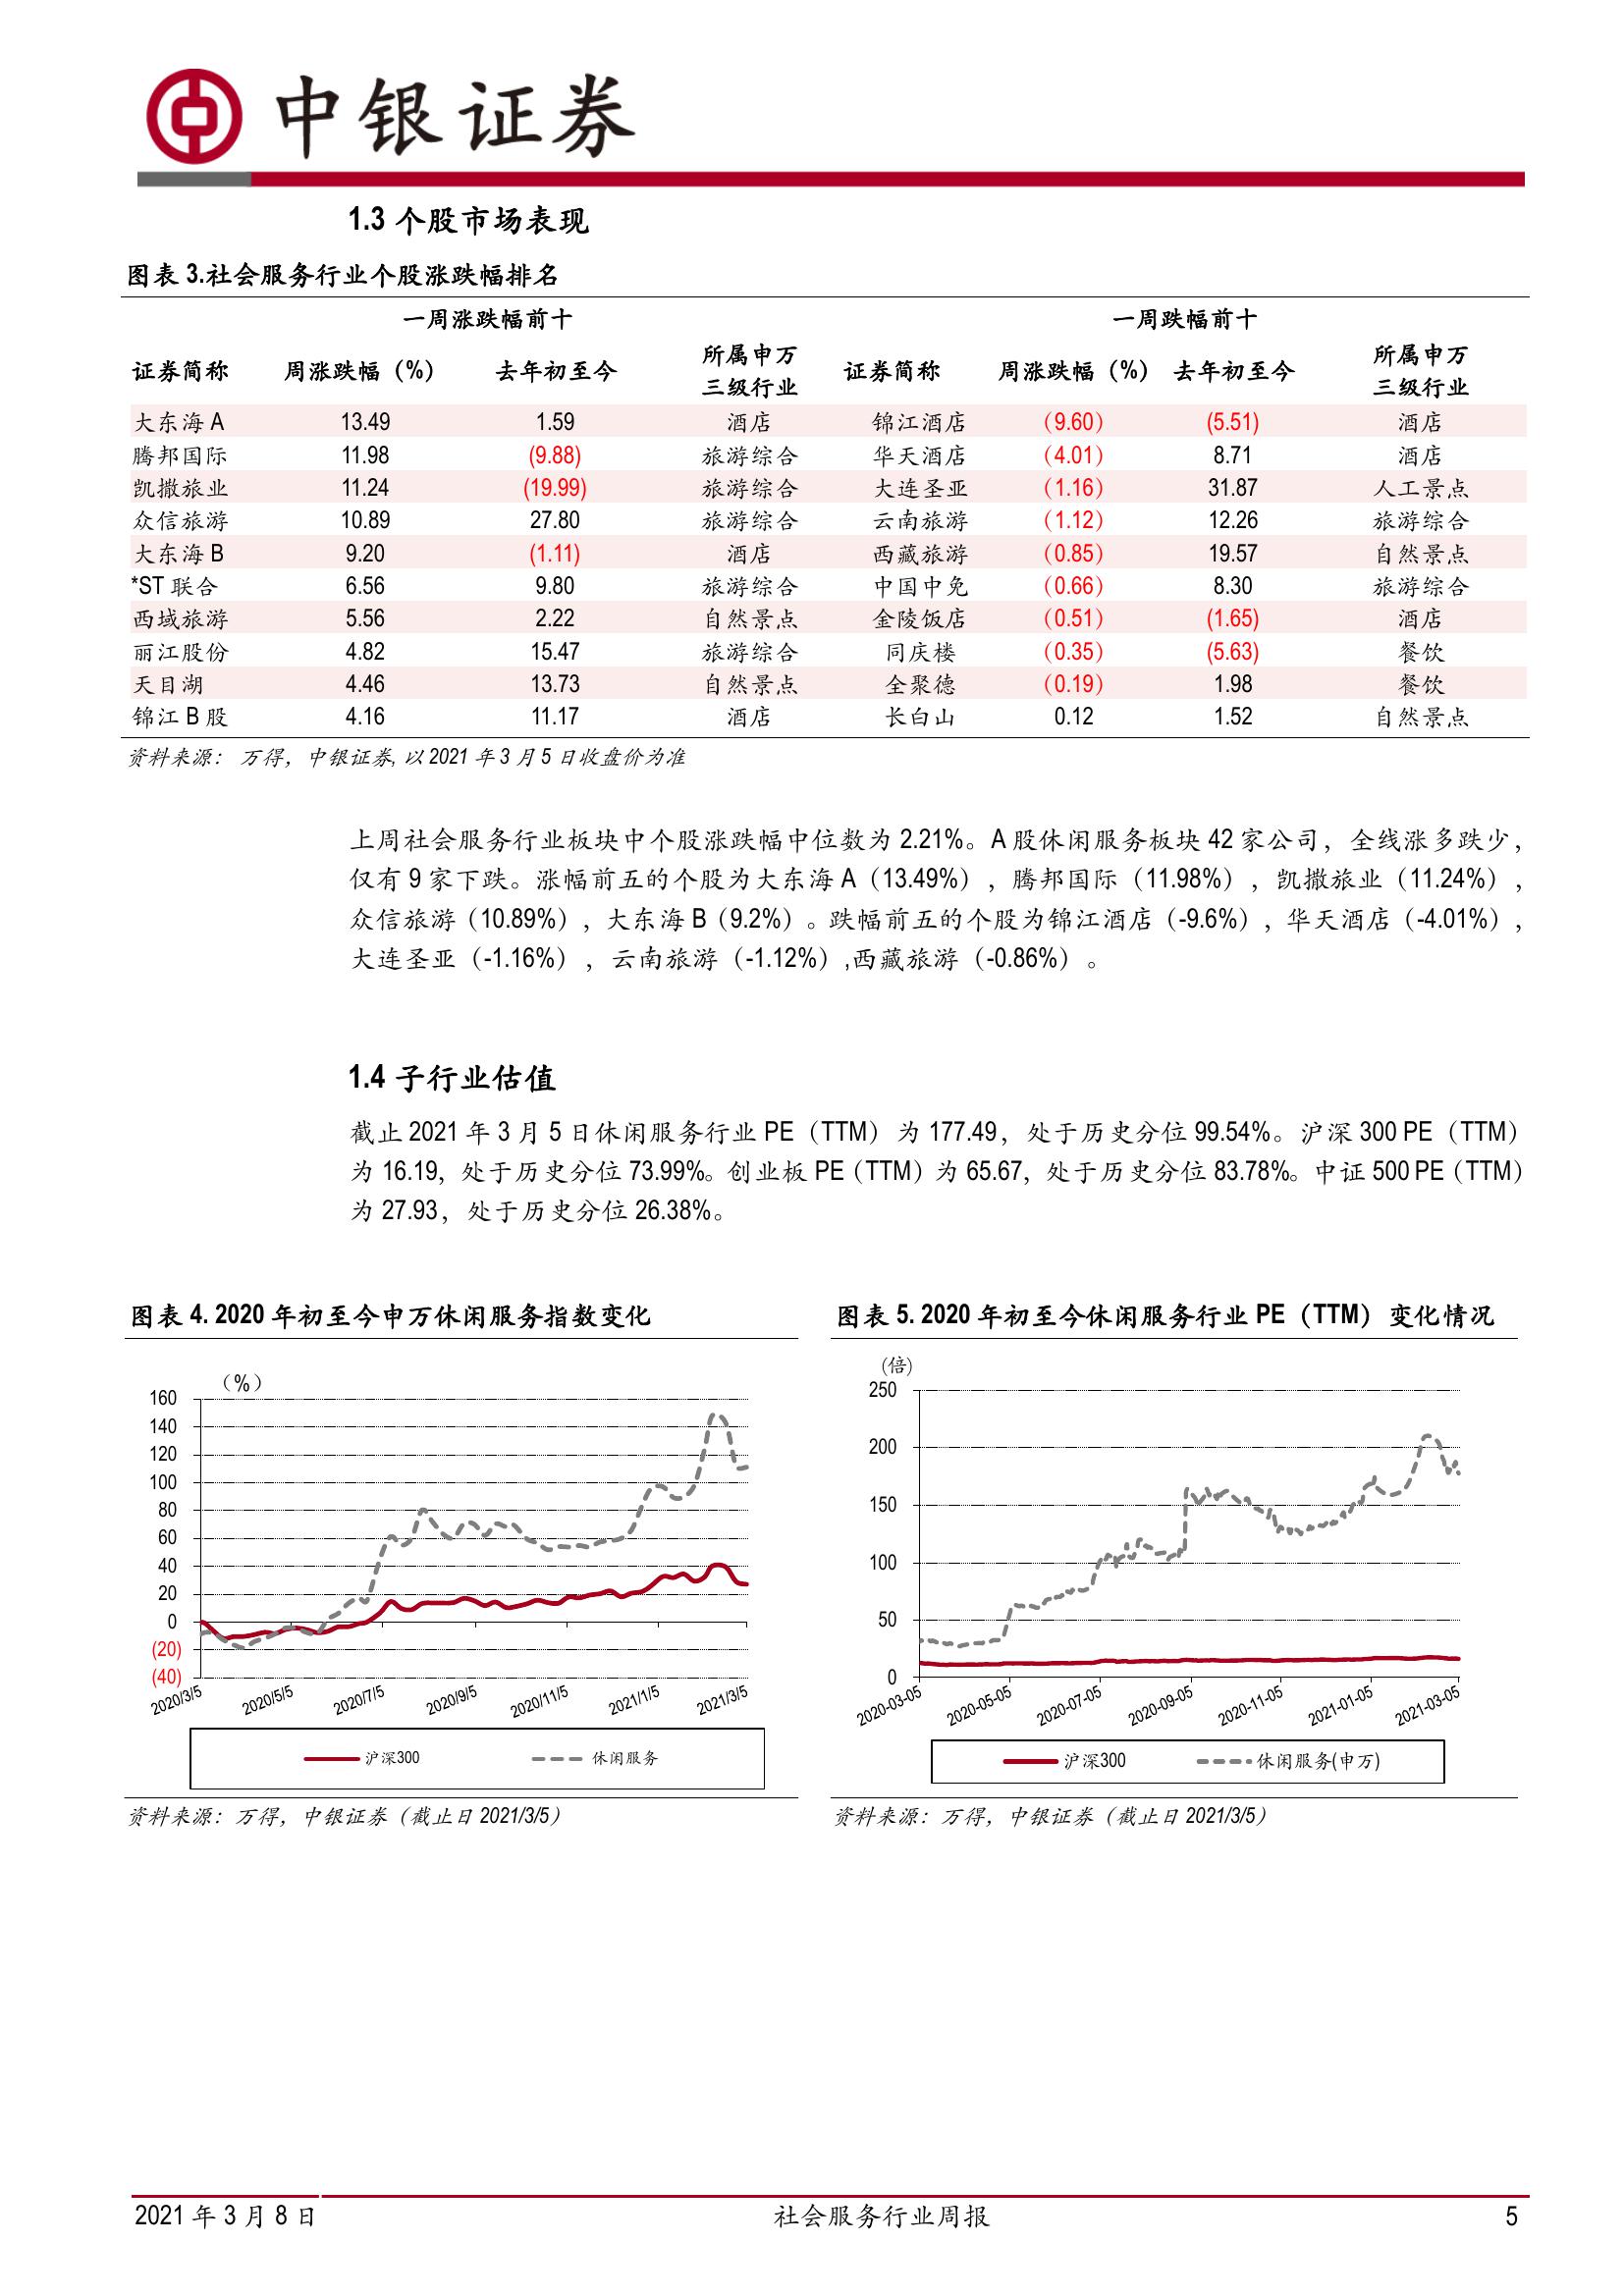 中银证券
1.3 个股市场表现
图表 3.社会服务行业个股涨跌幅排名
一周涨跌幅前十 一周跌幅前十
证券简称 周涨跌幅（%） 去年初至今 所属申万三级行业 证券简称 周涨跌幅（%） 去年初至今 所属申万三级行业
大东海 A 13.49 1.59 酒店 锦江酒店 （9.60） (5.51) 酒店
腾邦国际 11.98 (9.88) 旅游综合 华天酒店 （4.01） 8.71 酒店
凯撒旅业 11.24 (19.99) 旅游综合 大连圣亚 （1.16） 31.87 人工景点
众信旅游 10.89 27.80 旅游综合 云南旅游 （1.12） 12.26 旅游综合
大东海 B 9.20 (1.11) 酒店 西藏旅游 （0.85） 19.57 自然景点
*ST 联合 6.56 9.80 旅游综合 中国中免 （0.66） 8.30 旅游综合
西域旅游 5.56 2.22 自然景点 金陵饭店 （0.51） (1.65) 酒店
丽江股份 4.82 15.47 旅游综合 同庆楼 （0.35） (5.63) 餐饮
天目湖 4.46 13.73 自然景点 全聚德 （0.19） 1.98 餐饮
锦江 B 股 4.16 11.17 酒店 长白山 0.12 1.52 自然景点
资料来源： 万得，中银证券, 以 2021 年 3 月 5 日收盘价为准
上周社会服务行业板块中个股涨跌幅中位数为 2.21%。A 股休闲服务板块 42 家公司，全线涨多跌少，
仅有 9 家下跌。涨幅前五的个股为大东海 A（13.49%），腾邦国际（11.98%），凯撒旅业（11.24%），
众信旅游（10.89%），大东海 B（9.2%）。跌幅前五的个股为锦江酒店（-9.6%），华天酒店（-4.01%），
大连圣亚（-1.16%），云南旅游（-1.12%）,西藏旅游（-0.86%）。
1.4 子行业估值
截止 2021 年 3 月 5 日休闲服务行业 PE（TTM）为 177.49，处于历史分位 99.54%。沪深 300 PE（TTM）
为 16.19，处于历史分位 73.99%。创业板 PE（TTM）为 65.67，处于历史分位 83.78%。中证 500 PE（TTM）
为 27.93，处于历史分位 26.38%。
图表 4. 2020 年初至今申万休闲服务指数变化
（%）
160
140
120
100
80
60
40
20
0
(20)
(40)
2020/3/5 2020/5/5 2020/7/5 2020/9/5 2020/11/5 2021/1/5 2021/3/5
沪深300 休闲服务
资料来源：万得，中银证券（截止日 2021/3/5）
图表 5. 2020 年初至今休闲服务行业 PE（TTM）变化情况
(倍)
250
200
150
100
50
0
2020-03-05 2020-05-05 2020-07-05 2020-09-05 2020-11-05 2021-01-05 2021-03-05
沪深300 休闲服务(申万)
资料来源：万得，中银证券（截止日 2021/3/5）
2021 年 3 月 8 日 社会服务行业周报 5